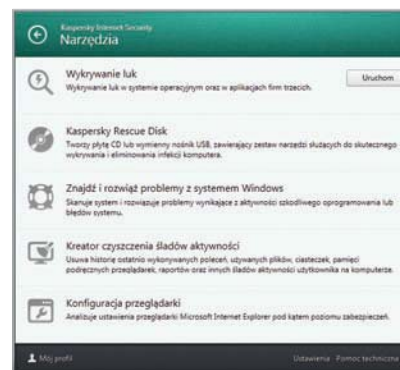 Kaspersky Internet Security
Narzędzia
Wykrywanie luk
Wykrywanie luk w systemie operacyjnym oraz w aplikacjach firm trzecich.
Uruchom
Kaspersky Rescue Disk
Tworzy płytę CD lub wymienny nośnik USB, zawierający zestaw narzędzi służących do skutecznego
wykrywania i eliminowania infekcji komputera.
Znajdź i rozwiąż problemy z systemem Windows
Skanuje system i rozwiązuje problemy wynikające z aktywności szkodliwego oprogramowania lub
błędów systemu.
Kreator czyszczenia śladów aktywności
Usuwa historię ostatnio wykonywanych poleceń, używanych plików, ciasteczek, pamięci
podręcznych przeglądarek, raportów oraz innych śladów aktywności użytkownika na komputerze.
Konfiguracja przeglądarki
Analizuje ustawienia przeglądarki Microsoft Internet Explorer pod kątem poziomu zabezpieczeń.
Mój profil
Ustawienia Pomoc techniczna